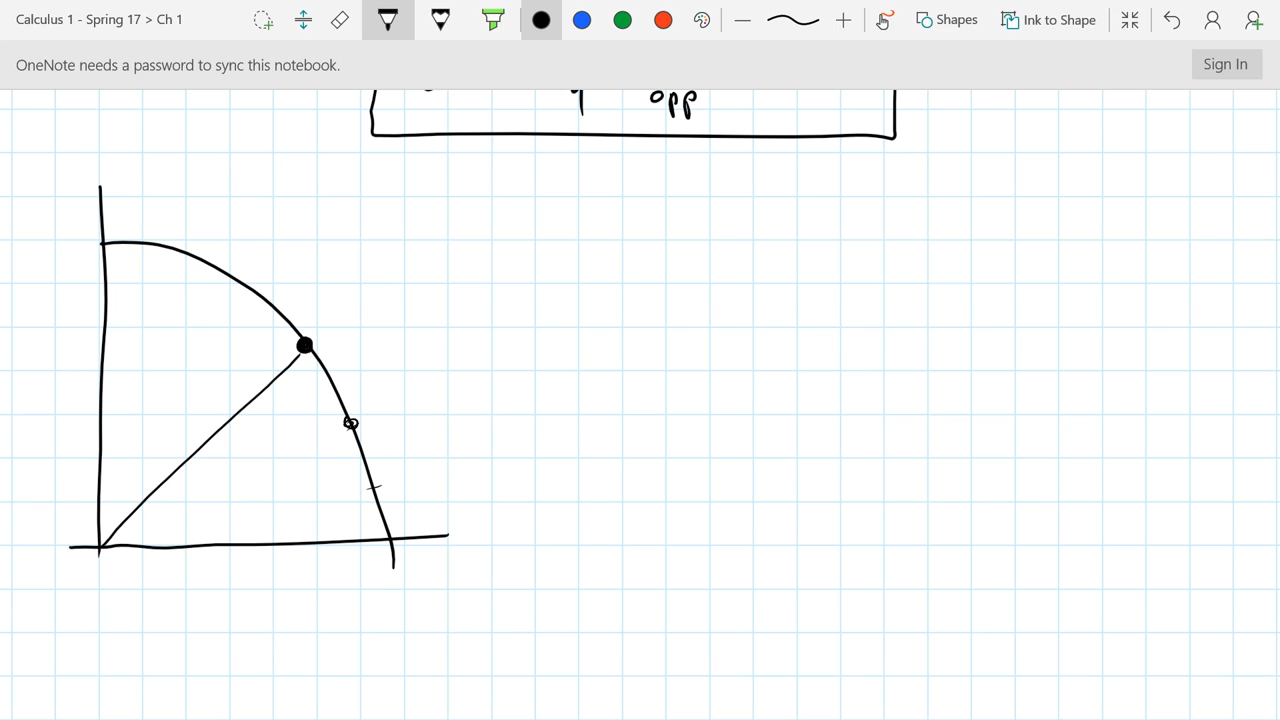 Calculus 1 - Spring 17 > Ch 1
Shapes
Ink to Shape
OneNote needs a password to sync this notebook.
Sign In
opp